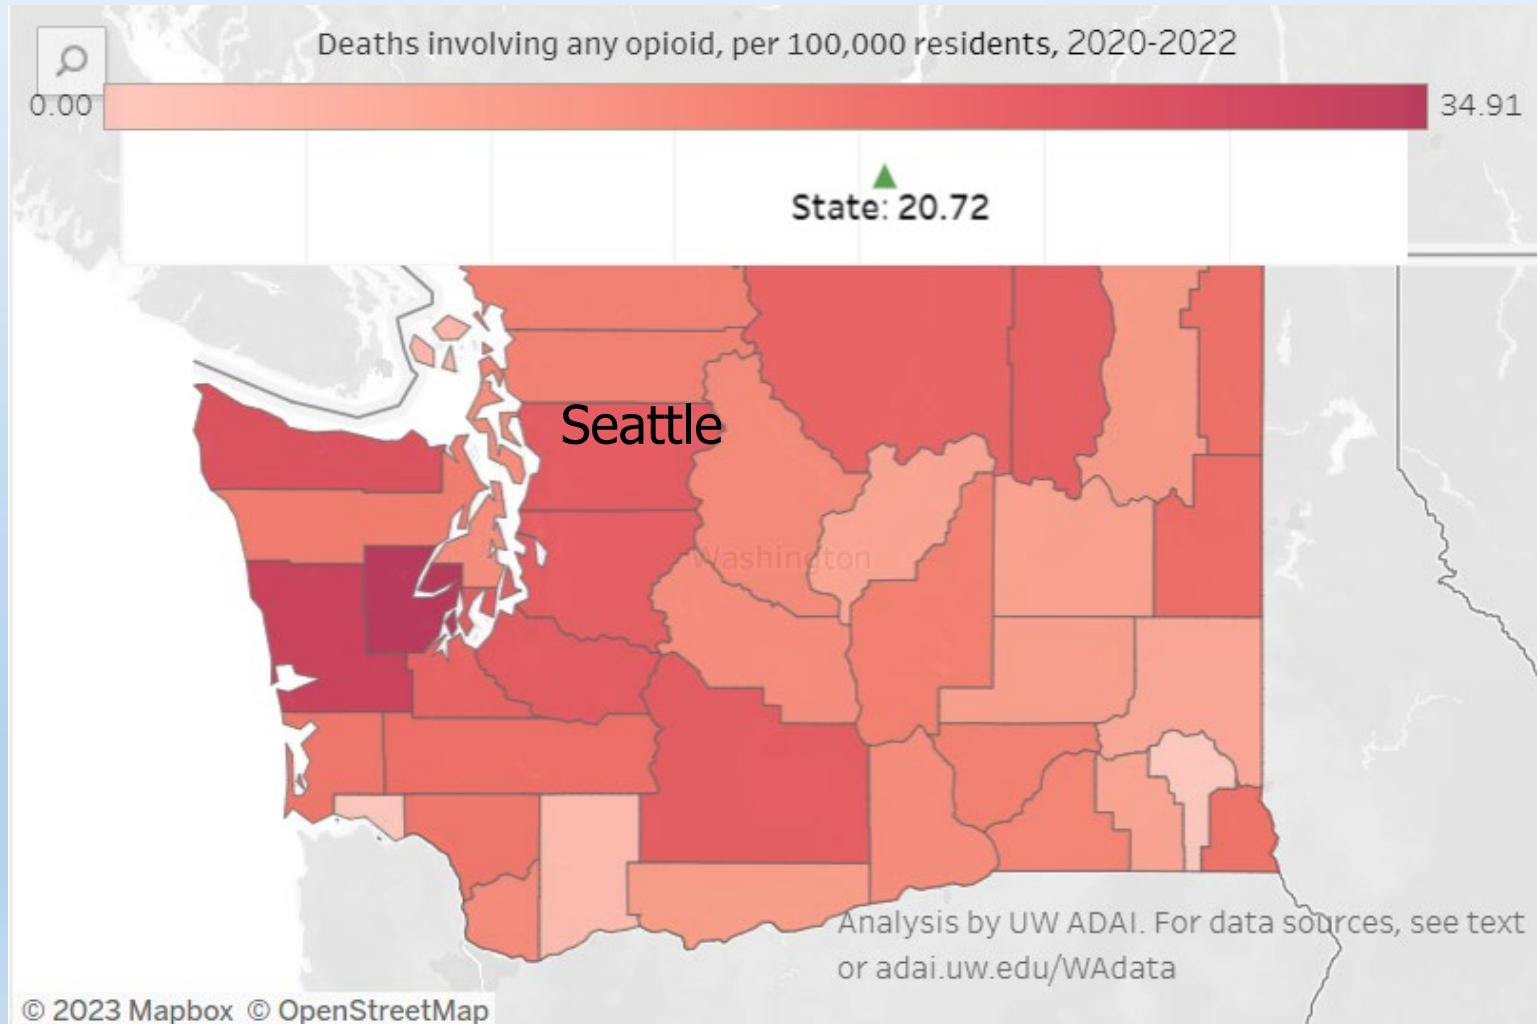 Deaths involving any opioid, per 100,000 residents, 2020-2022
0.00
34.91
State: 20.72
Seattle
Washington
Analysis by UW ADAI. For data sources, see text
or adai.uw.edu/WAdata
© 2023 Mapbox © OpenStreetMap